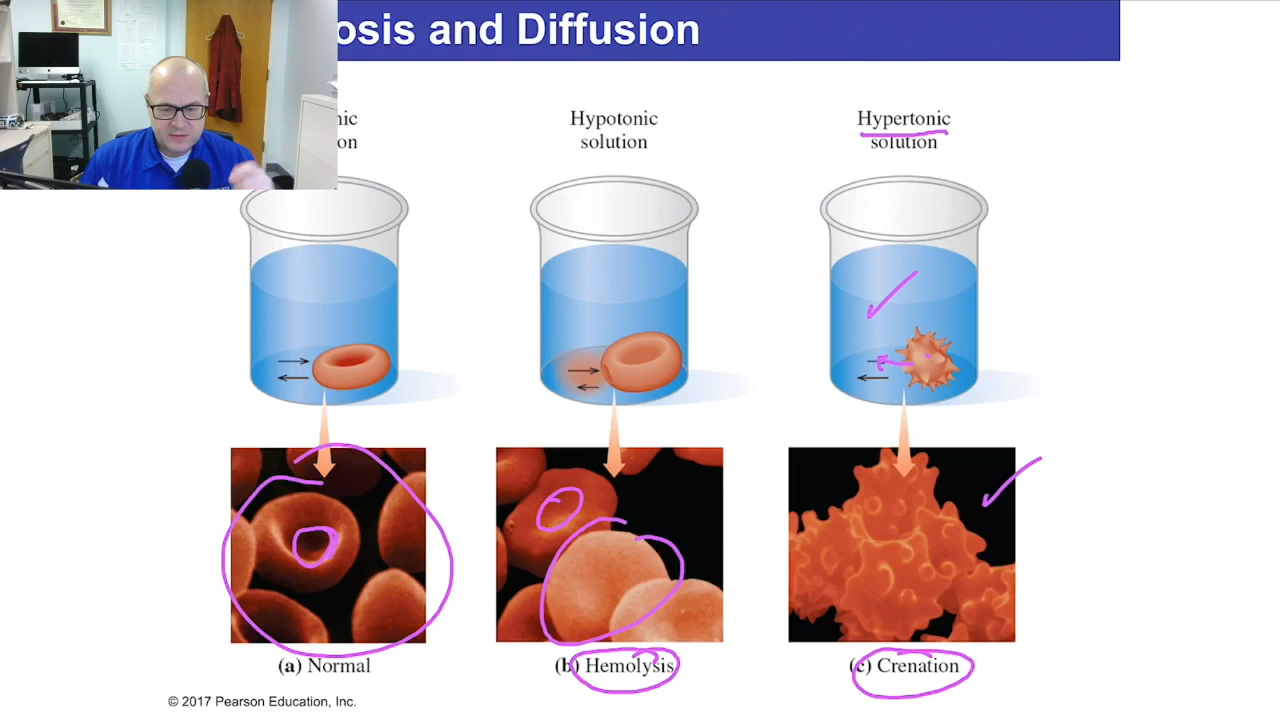 osis and Diffusion
nic
on
Hypotonic
solution
Hypertonic
solution
(a) Normal
(b) Hemolysis
(c) Crenation
© 2017 Pearson Education, Inc.